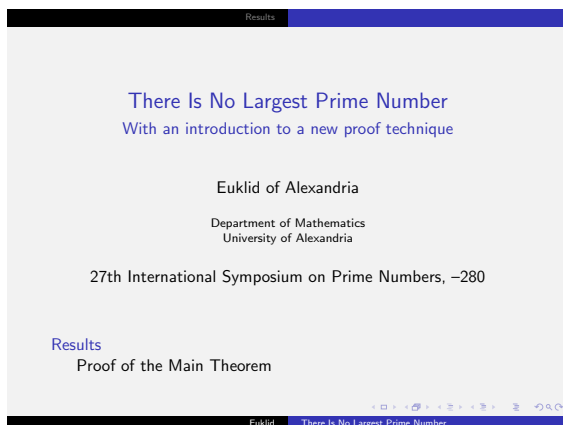 Results
There Is No Largest Prime Number
With an introduction to a new proof technique
Euklid of Alexandria
Department of Mathematics
University of Alexandria
27th International Symposium on Prime Numbers, –280
Results
Proof of the Main Theorem
Euklid There Is No Largest Prime Number